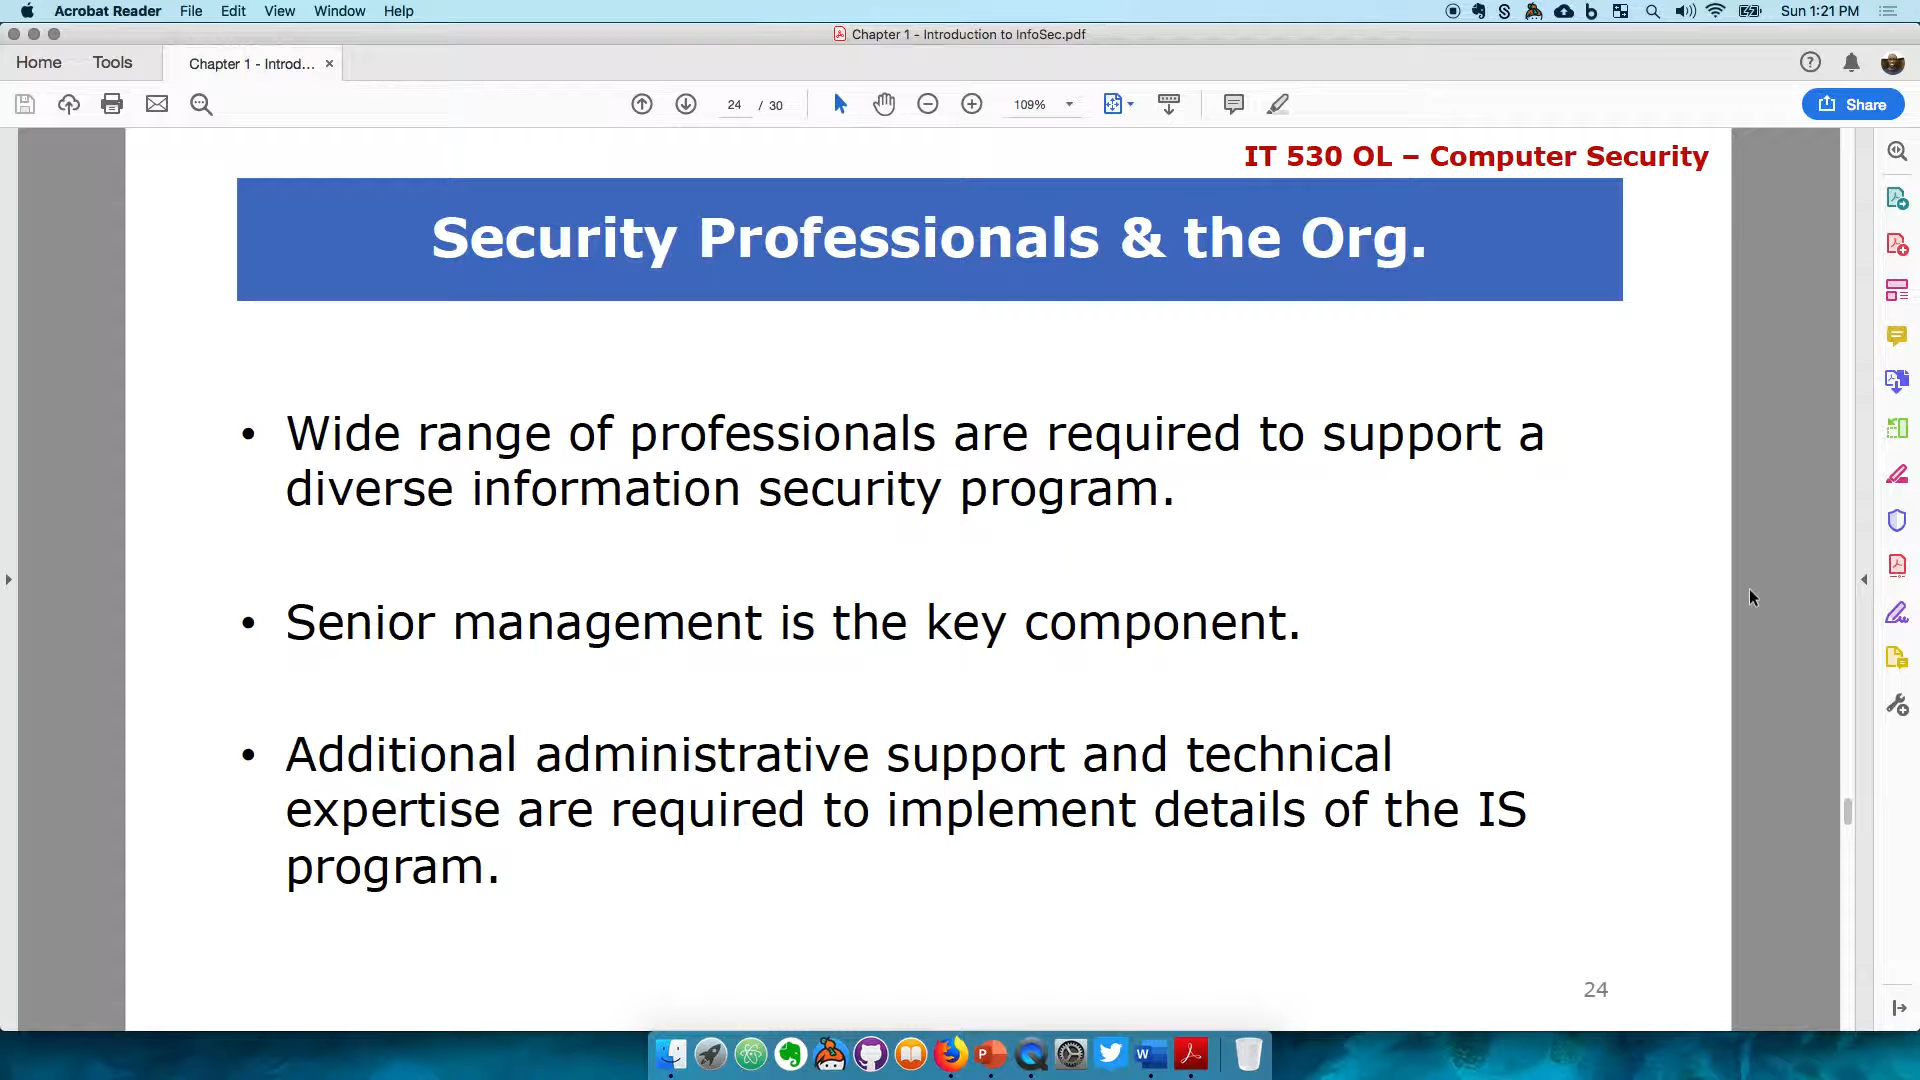 Acrobat Reader File Edit View Window Help Sun 1:21 PM
Chapter 1 - Introduction to InfoSec.pdf
Home Tools Chapter 1 - Introd... ×
24 / 30 109% Share
IT 530 OL – Computer Security
Security Professionals & the Org.
• Wide range of professionals are required to support a
diverse information security program.
• Senior management is the key component.
• Additional administrative support and technical
expertise are required to implement details of the IS
program.
24